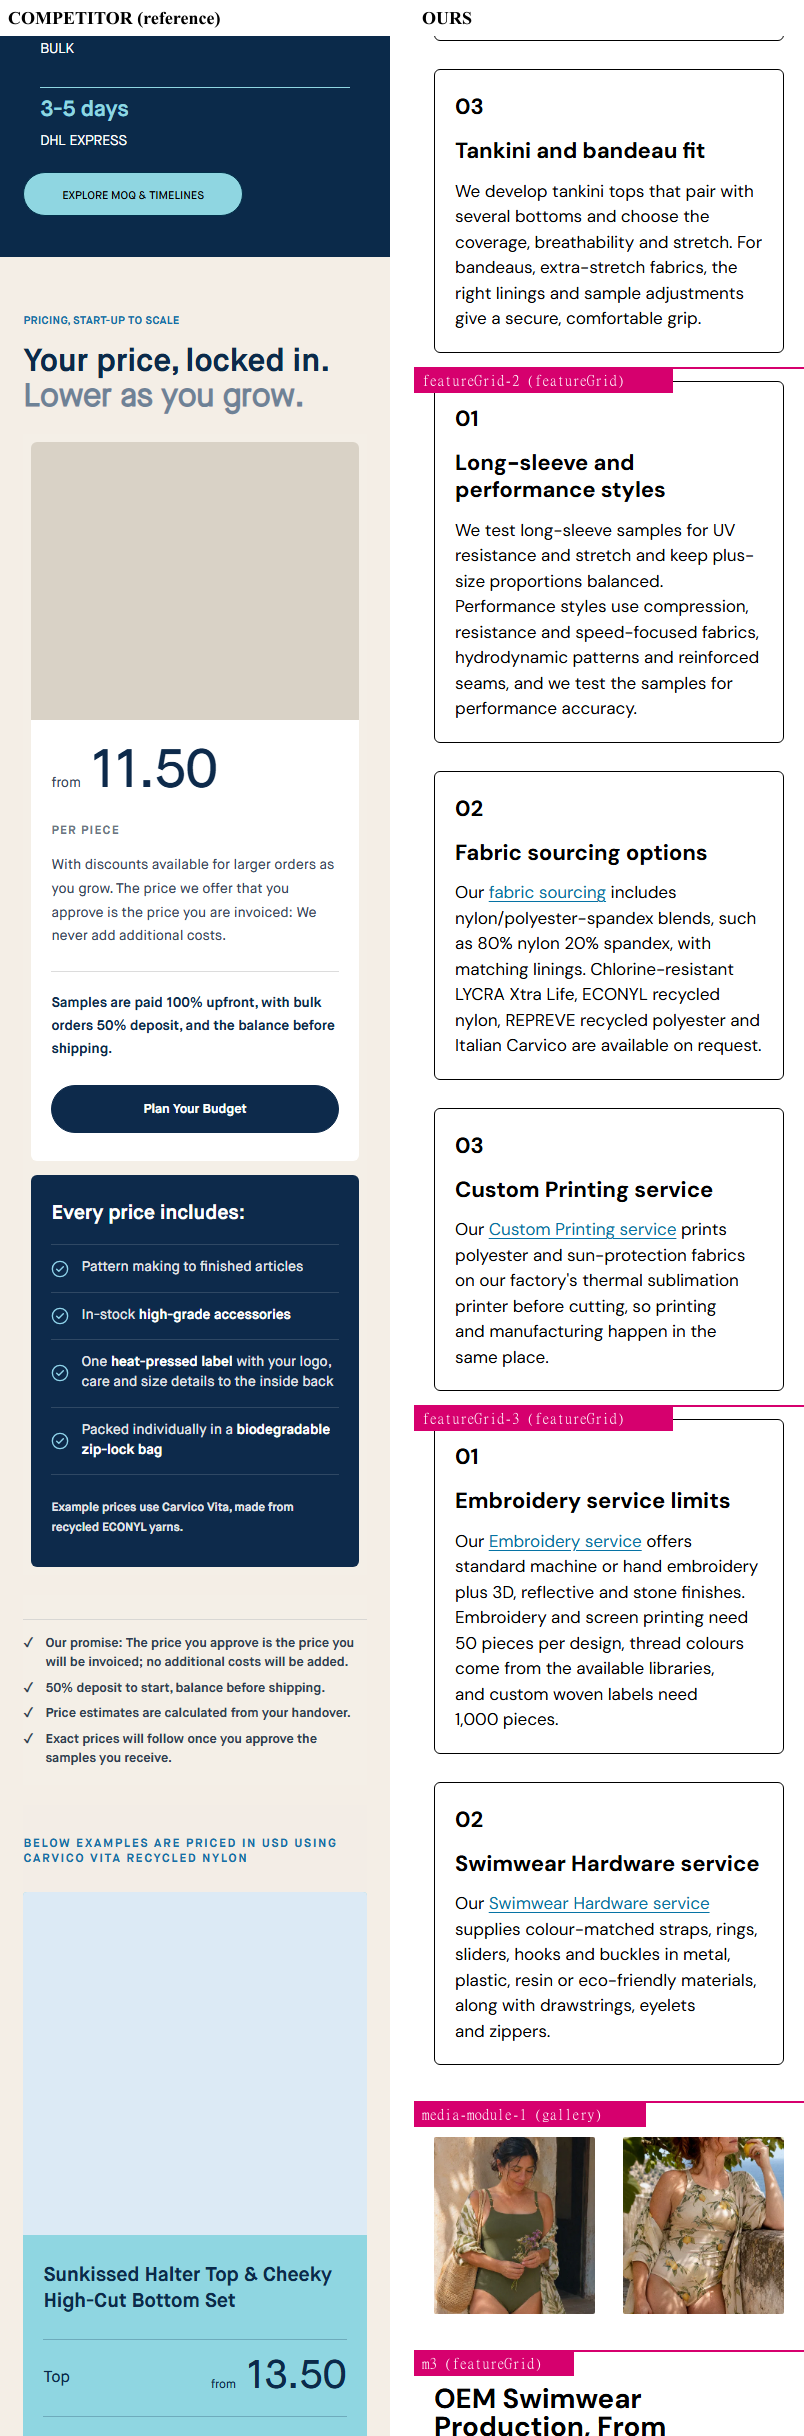 COMPETITOR (reference)
BULK
3-5 days
DHL EXPRESS
EXPLORE MOQ & TIMELINES
PRICING, START-UP TO SCALE
Your price, locked in.
Lower as you grow.
from 11.50
PER PIECE
With discounts available for larger orders as
you grow. The price we offer that you
approve is the price you are invoiced: We
never add additional costs.
Samples are paid 100% upfront, with bulk
orders 50% deposit, and the balance before
shipping.
Plan Your Budget
Every price includes:
Pattern making to finished articles
In-stock high-grade accessories
One heat-pressed label with your logo,
care and size details to the inside back
Packed individually in a biodegradable
zip-lock bag
Example prices use Carvico Vita, made from
recycled ECONYL yarns.
✓ Our promise: The price you approve is the price you
will be invoiced; no additional costs will be added.
✓ 50% deposit to start, balance before shipping.
✓ Price estimates are calculated from your handover.
✓ Exact prices will follow once you approve the
samples you receive.
BELOW EXAMPLES ARE PRICED IN USD USING
CARVICO VITA RECYCLED NYLON
Sunkissed Halter Top & Cheeky
High-Cut Bottom Set
Top from 13.50
OURS
03
Tankini and bandeau fit
We develop tankini tops that pair with
several bottoms and choose the
coverage, breathability and stretch. For
bandeaus, extra-stretch fabrics, the
right linings and sample adjustments
give a secure, comfortable grip.
featureGrid-2 (featureGrid)
01
Long-sleeve and
performance styles
We test long-sleeve samples for UV
resistance and stretch and keep plus-
size proportions balanced.
Performance styles use compression,
resistance and speed-focused fabrics,
hydrodynamic patterns and reinforced
seams, and we test the samples for
performance accuracy.
02
Fabric sourcing options
Our fabric sourcing includes
nylon/polyester-spandex blends, such
as 80% nylon 20% spandex, with
matching linings. Chlorine-resistant
LYCRA Xtra Life, ECONYL recycled
nylon, REPREVE recycled polyester and
Italian Carvico are available on request.
03
Custom Printing service
Our Custom Printing service prints
polyester and sun-protection fabrics
on our factory's thermal sublimation
printer before cutting, so printing
and manufacturing happen in the
same place.
featureGrid-3 (featureGrid)
01
Embroidery service limits
Our Embroidery service offers
standard machine or hand embroidery
plus 3D, reflective and stone finishes.
Embroidery and screen printing need
50 pieces per design, thread colours
come from the available libraries,
and custom woven labels need
1,000 pieces.
02
Swimwear Hardware service
Our Swimwear Hardware service
supplies colour-matched straps, rings,
sliders, hooks and buckles in metal,
plastic, resin or eco-friendly materials,
along with drawstrings, eyelets
and zippers.
media-module-1 (gallery)
m3 (featureGrid)
OEM Swimwear
Production, From